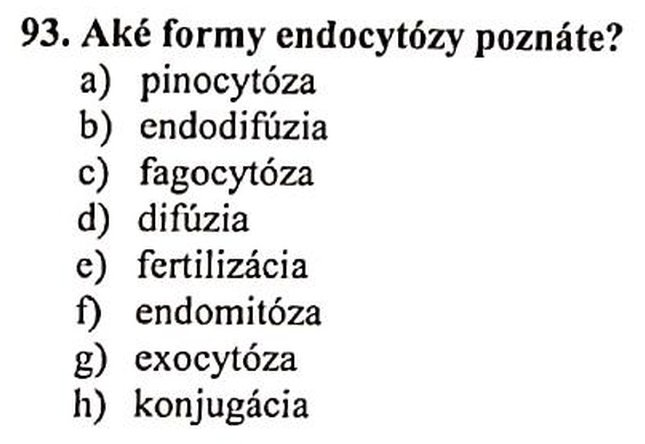 93. Aké formy endocytózy poznáte?
a) pinocytóza
b) endodifúzia
c) fagocytóza
d) difúzia
e) fertilizácia
f) endomitóza
g) exocytóza
h) konjugácia